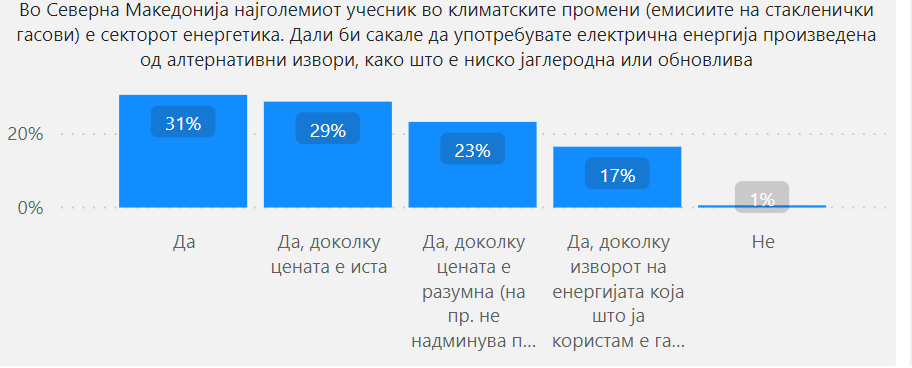 Во Северна Македонија најголемиот учесник во климатските промени (емисиите на стакленички
гасови) е секторот енергетика. Дали би сакале да употребувате електрична енергија произведена
од алтернативни извори, како што е ниско јаглеродна или обновлива
20%
0%
31%
29%
23%
17%
1%
Да
Да, доколку
цената е иста
Да, доколку
цената е
разумна (на
пр. не
надминува п...
Да, доколку
изворот на
енергијата која
што ја
користам е га...
Не